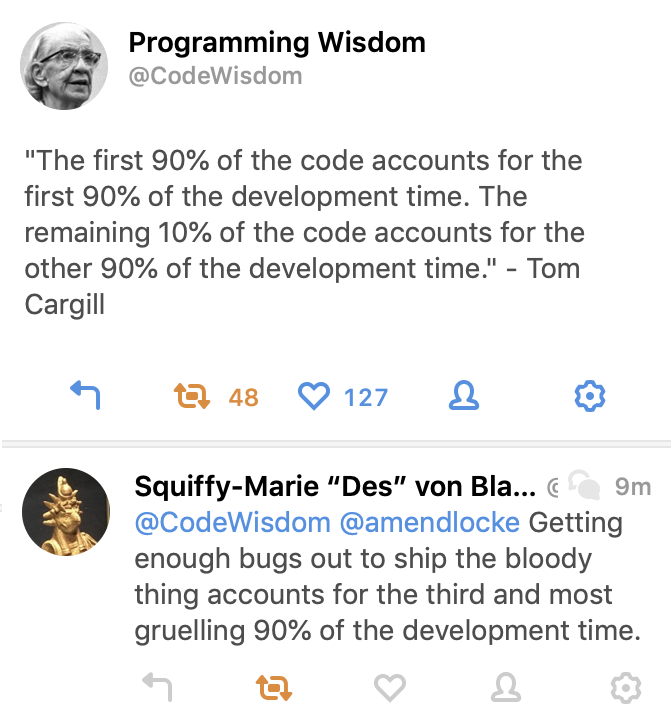 Programming Wisdom
@CodeWisdom
"The first 90% of the code accounts for the
first 90% of the development time. The
remaining 10% of the code accounts for the
other 90% of the development time." - Tom
Cargill
48 127
Squiffy-Marie “Des” von Bla... @ 9m
@CodeWisdom @amendlocke Getting
enough bugs out to ship the bloody
thing accounts for the third and most
gruelling 90% of the development time.